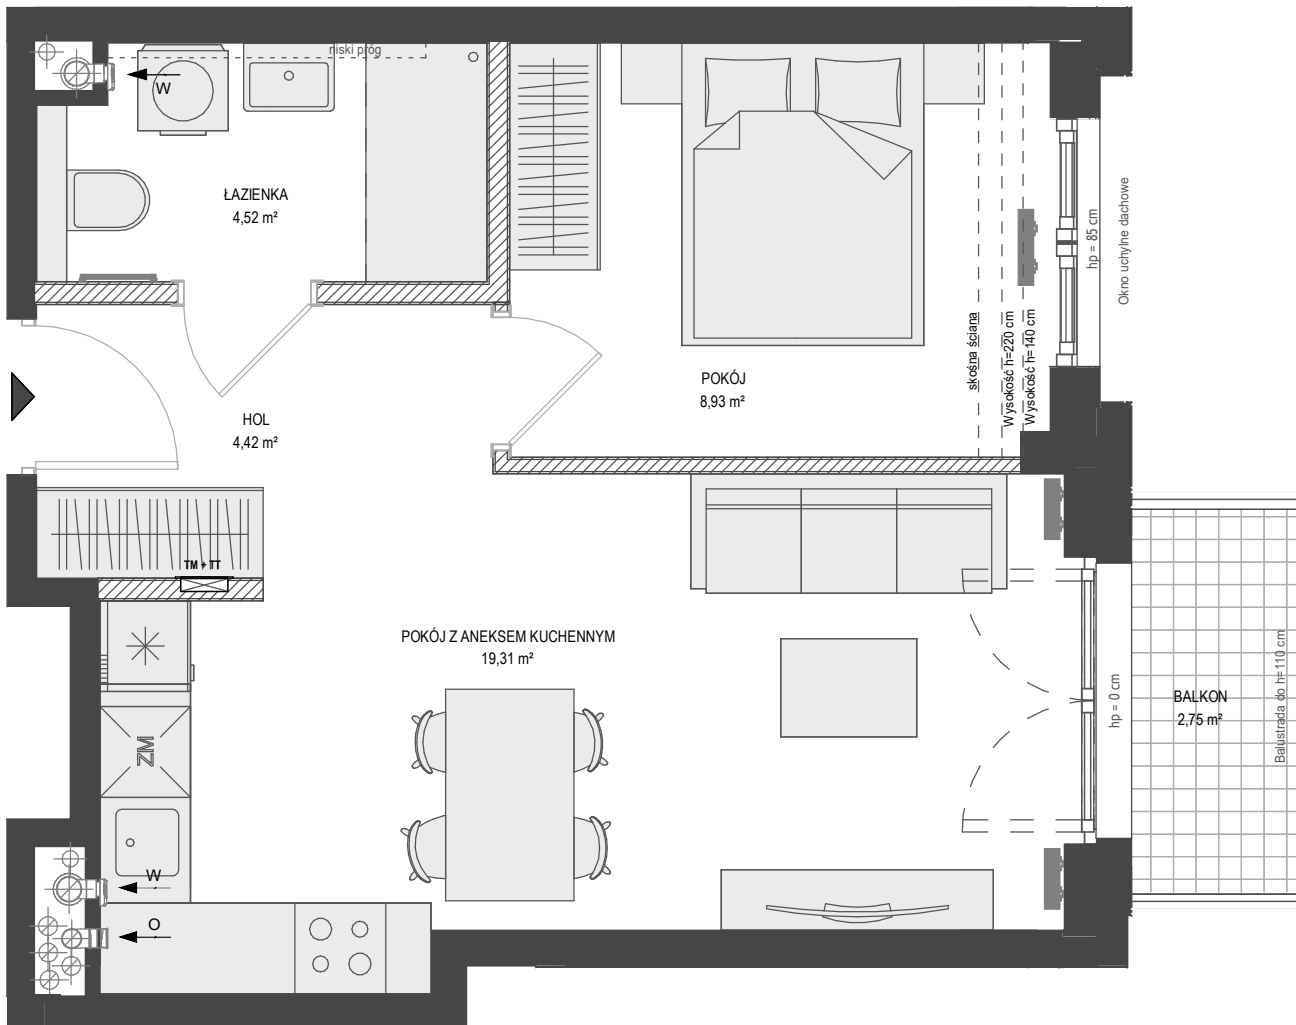 niski próg
W
ŁAZIENKA
4,52 m²
hp = 85 cm
Okno uchylne dachowe
skośna ściana
Wysokość h=220 cm
Wysokość h=140 cm
POKÓJ
8,93 m²
HOL
4,42 m²
TM + TT
POKÓJ Z ANEKSEM KUCHENNYM
19,31 m²
ZM
hp = 0 cm
BALKON
2,75 m²
Balustrada do h=110 cm
W
O